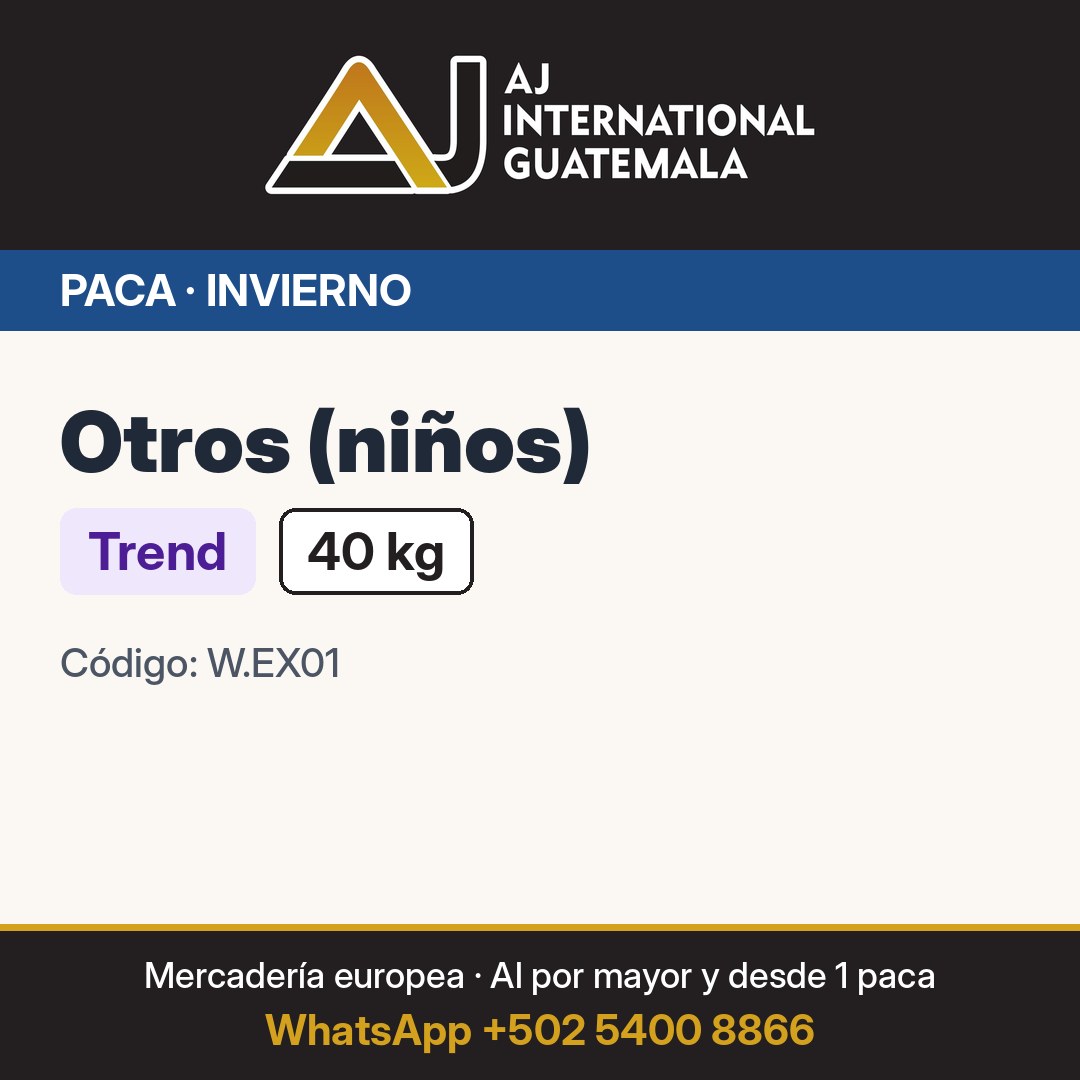 AJ
AJ
INTERNATIONAL
GUATEMALA
PACA · INVIERNO
Otros (niños)
Trend
40 kg
Código: W.EX01
Mercadería europea · Al por mayor y desde 1 paca
WhatsApp +502 5400 8866